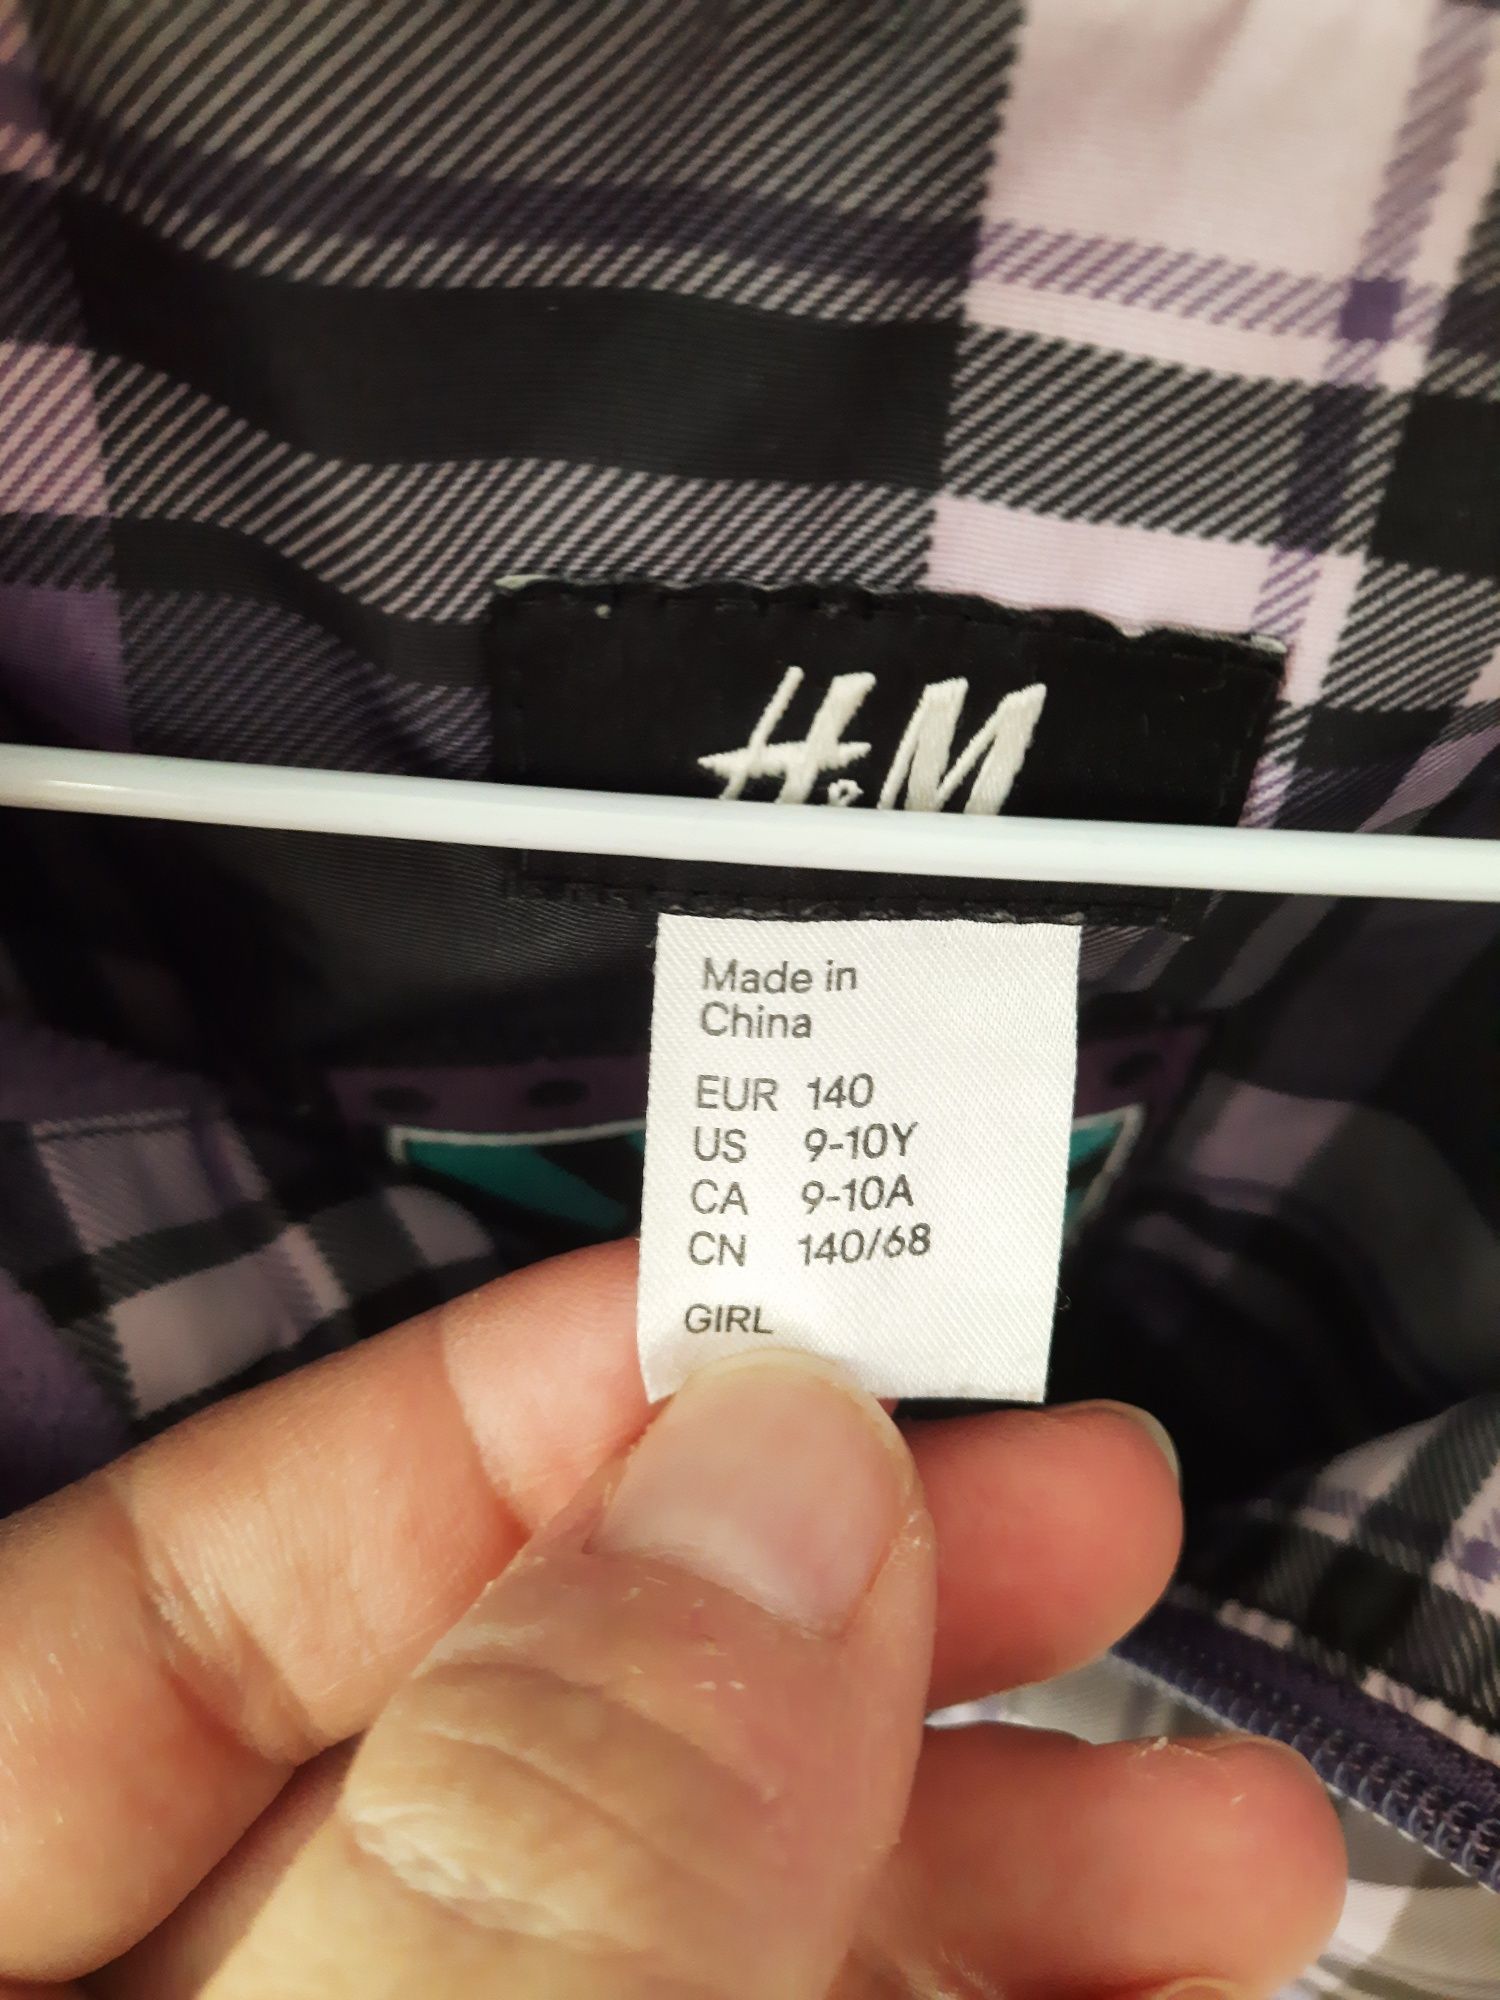 H&M
Made in
China
EUR 140
US 9-10Y
CA 9-10A
CN 140/68
GIRL